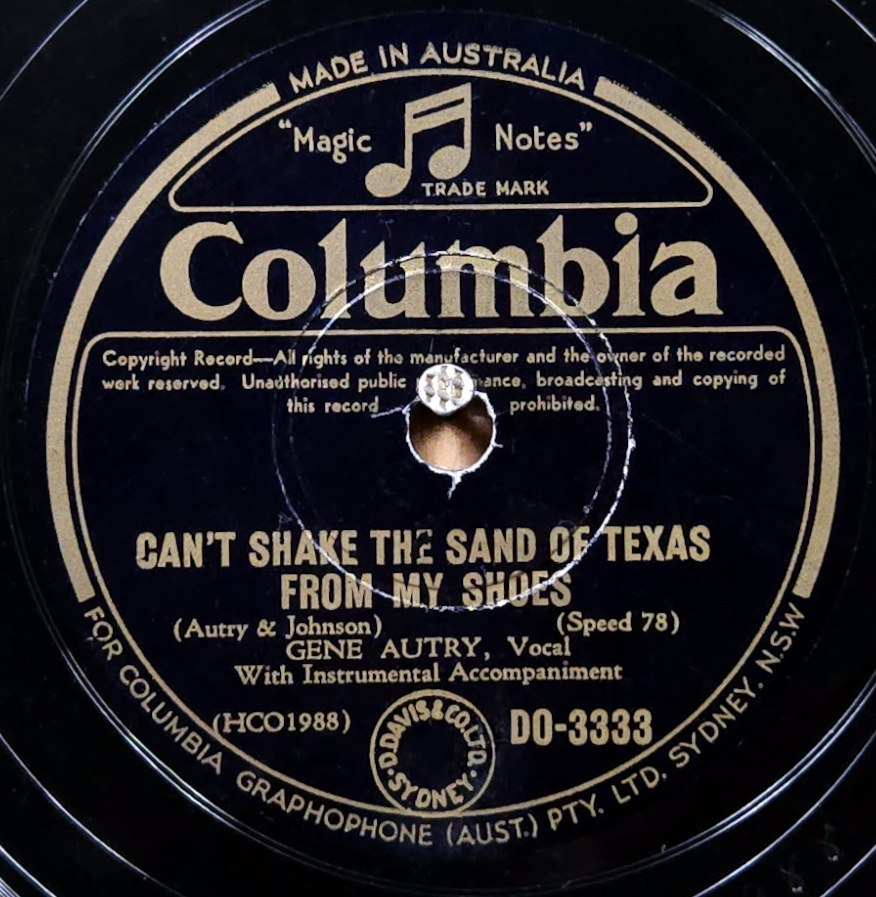 MADE IN AUSTRALIA
"Magic Notes"
TRADE MARK
Columbia
Copyright Record—All rights of the manufacturer and the owner of the recorded
work reserved. Unauthorised public broadcasting and copying of
this record prohibited.
CAN'T SHAKE THE SAND OF TEXAS
FROM MY SHOES
(Autry & Johnson) (Speed 78)
GENE AUTRY, Vocal
With Instrumental Accompaniment
(HCO1988) DO-3333
D.DAVIS & CO. LTD.
SYDNEY
FOR COLUMBIA GRAPHOPHONE (AUST.) PTY. LTD. SYDNEY. N.S.W